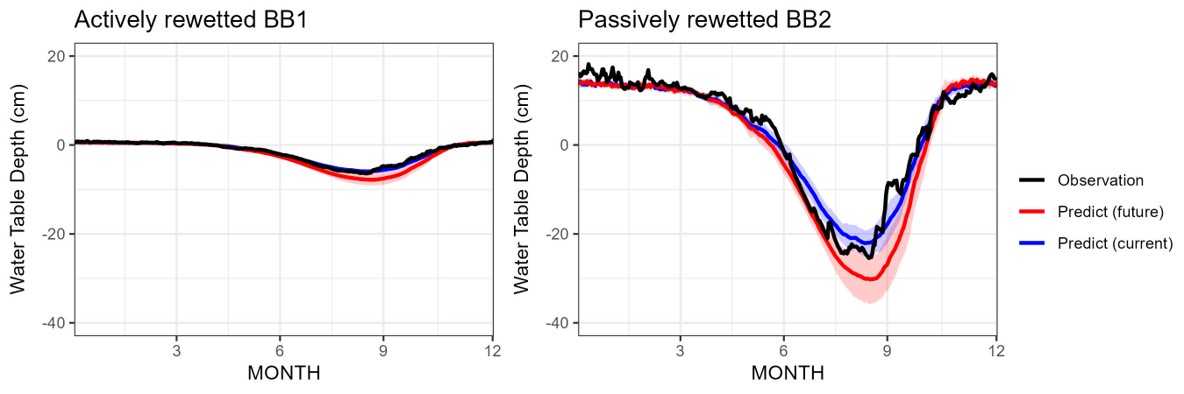 Actively rewetted BB1
Passively rewetted BB2
Water Table Depth (cm)
20
0
-20
-40
3
6
9
12
MONTH
Water Table Depth (cm)
20
0
-20
-40
3
6
9
12
MONTH
Observation
Predict (future)
Predict (current)